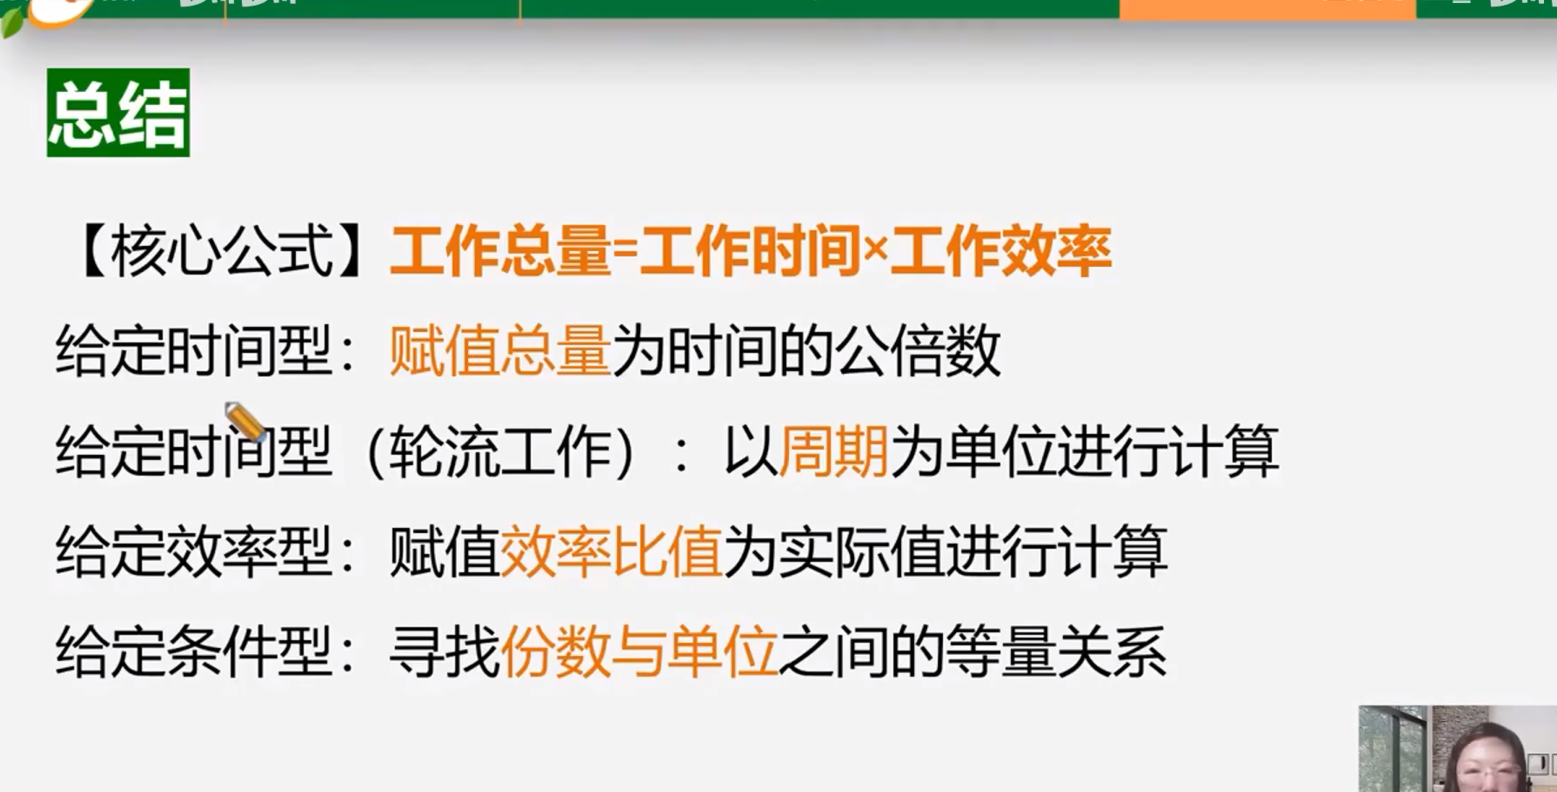 总结
【核心公式】工作总量=工作时间×工作效率
给定时间型：赋值总量为时间的公倍数
给定时间型（轮流工作）：以周期为单位进行计算
给定效率型：赋值效率比值为实际值进行计算
给定条件型：寻找份数与单位之间的等量关系